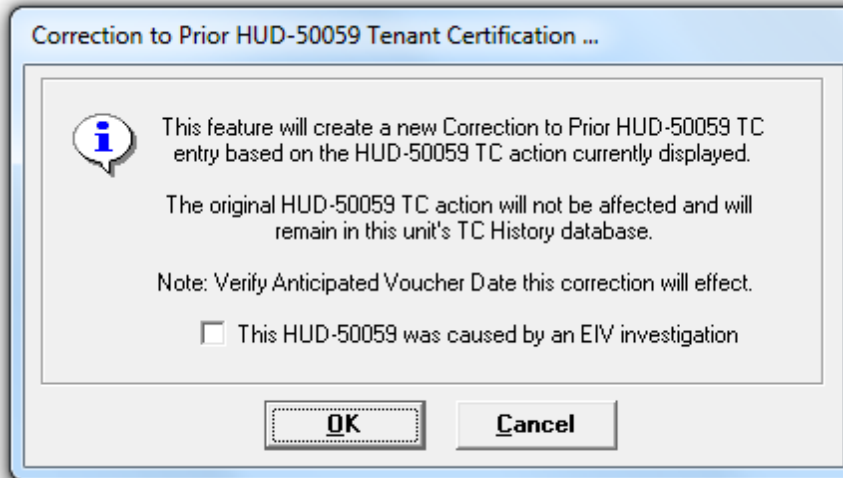 Correction to Prior HUD-50059 Tenant Certification ...
This feature will create a new Correction to Prior HUD-50059 TC
entry based on the HUD-50059 TC action currently displayed.
The original HUD-50059 TC action will not be affected and will
remain in this unit's TC History database.
Note: Verify Anticipated Voucher Date this correction will effect.
This HUD-50059 was caused by an EIV investigation
OK
Cancel